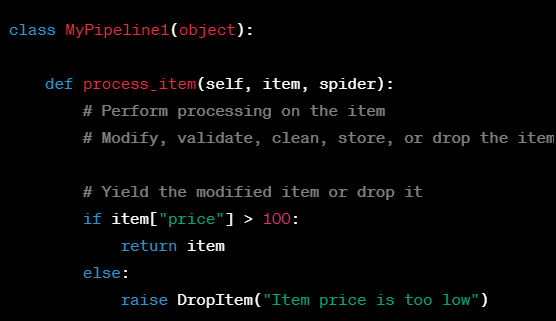 class MyPipeline1(object):
def process_item(self, item, spider):
# Perform processing on the item
# Modify, validate, clean, store, or drop the item
# Yield the modified item or drop it
if item["price"] > 100:
return item
else:
raise DropItem("Item price is too low")